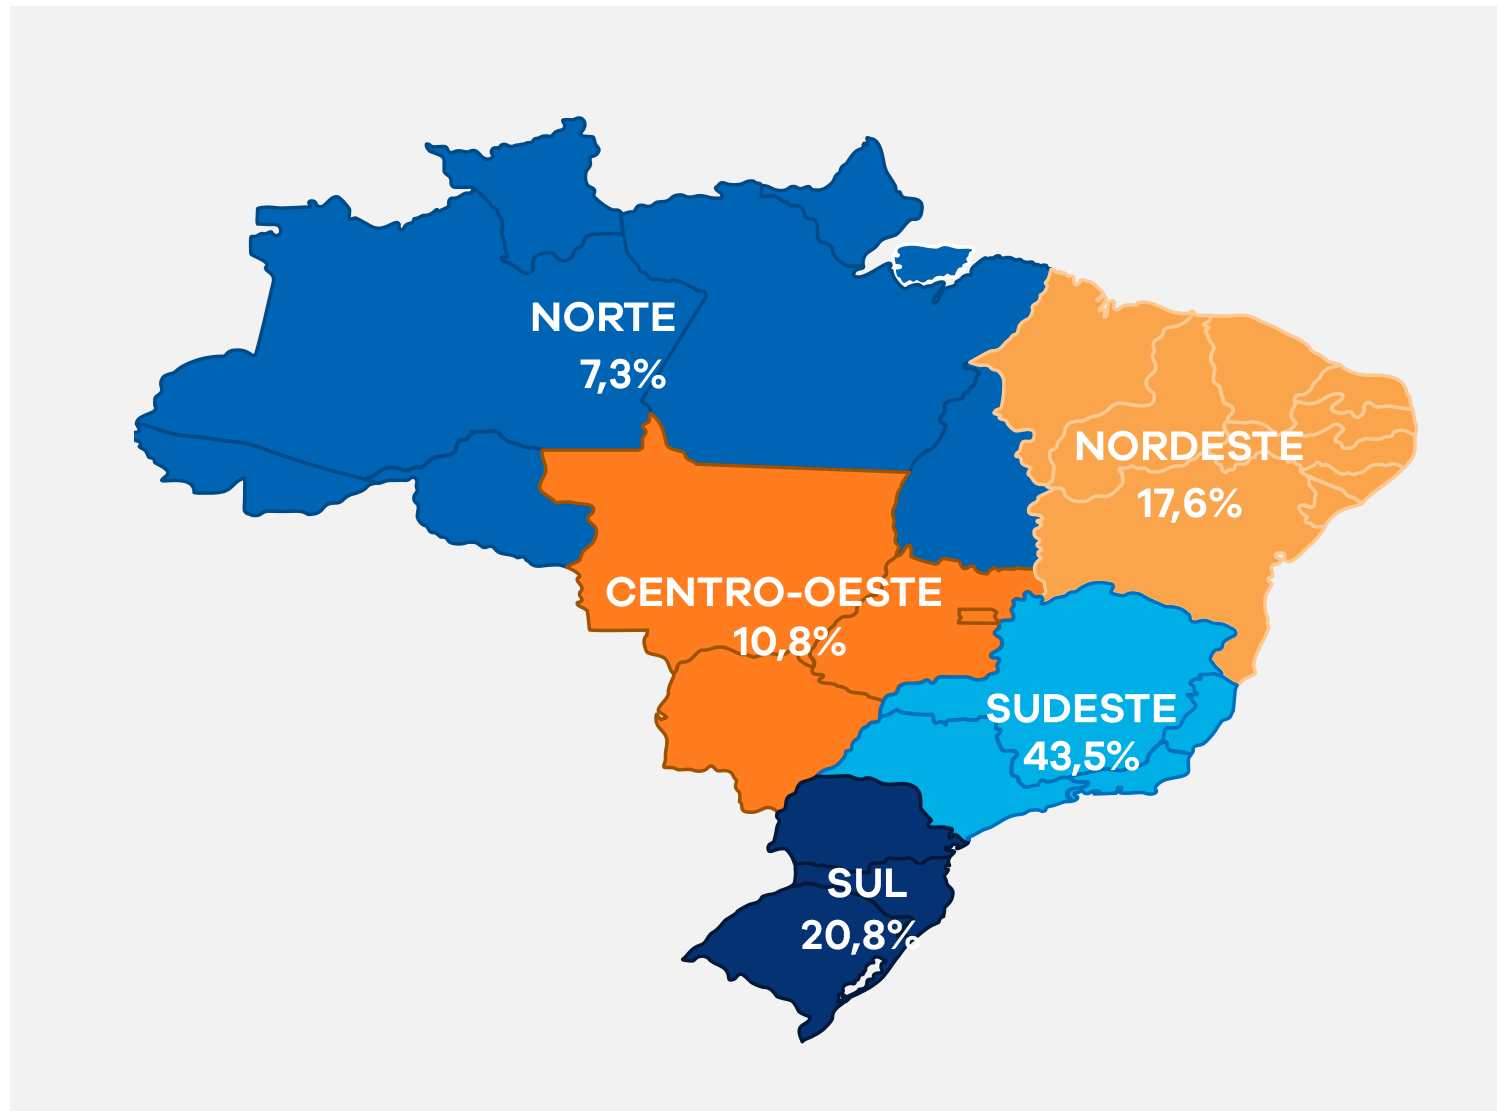 NORTE
7,3%
NORDESTE
17,6%
CENTRO-OESTE
10,8%
SUDESTE
43,5%
SUL
20,8%